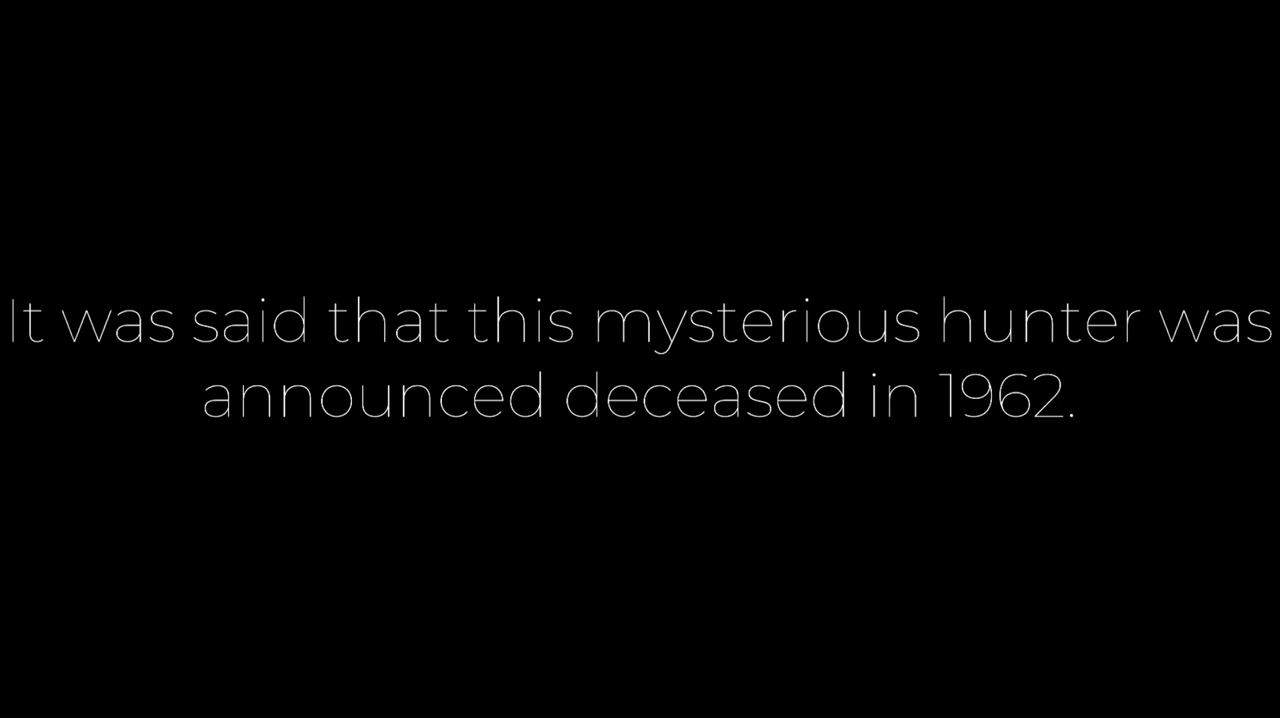 It was said that this mysterious hunter was
announced deceased in 1962.